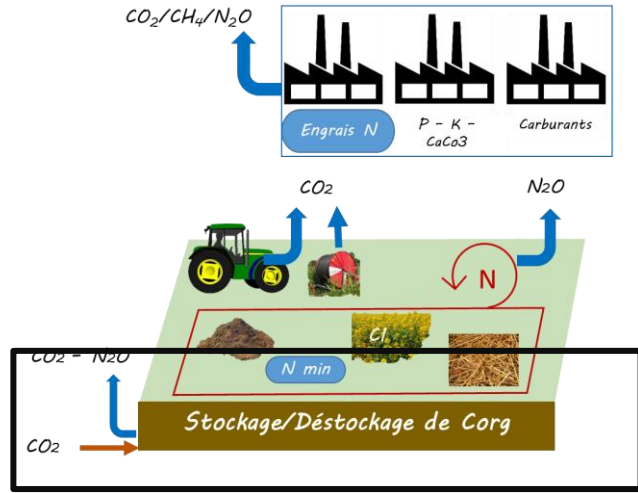 CO2/CH4/N2O
Engrais N
P - K -
CaCo3
Carburants
CO2
N2O
N
CI
N min
CO2 - N2O
Stockage/Déstockage de Corg
CO2